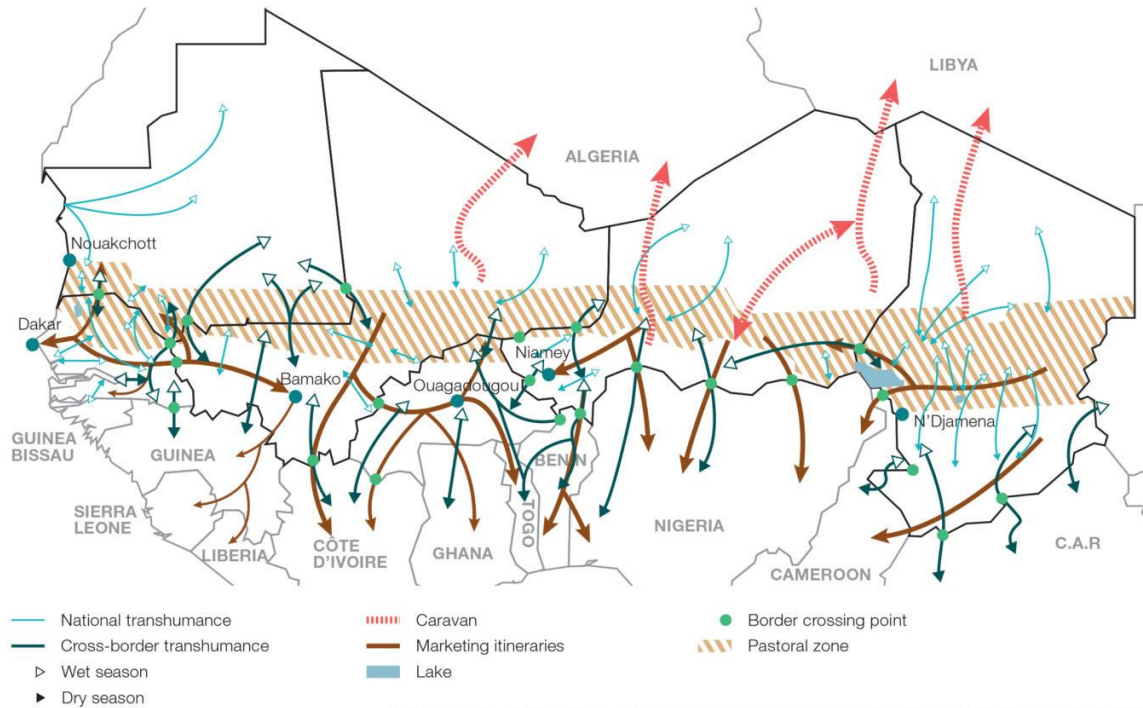 LIBYA
ALGERIA
Nouakchott
Dakar
Niamey
Bamako
Ouagadougou
N'Djamena
GUINEA
BISSAU
GUINEA
BENIN
SIERRA
LEONE
TOGO
NIGERIA
LIBERIA
CÔTE
D'IVOIRE
GHANA
C.A.R
CAMEROON
National transhumance
Cross-border transhumance
Wet season
Dry season
Caravan
Marketing itineraries
Lake
Border crossing point
Pastoral zone